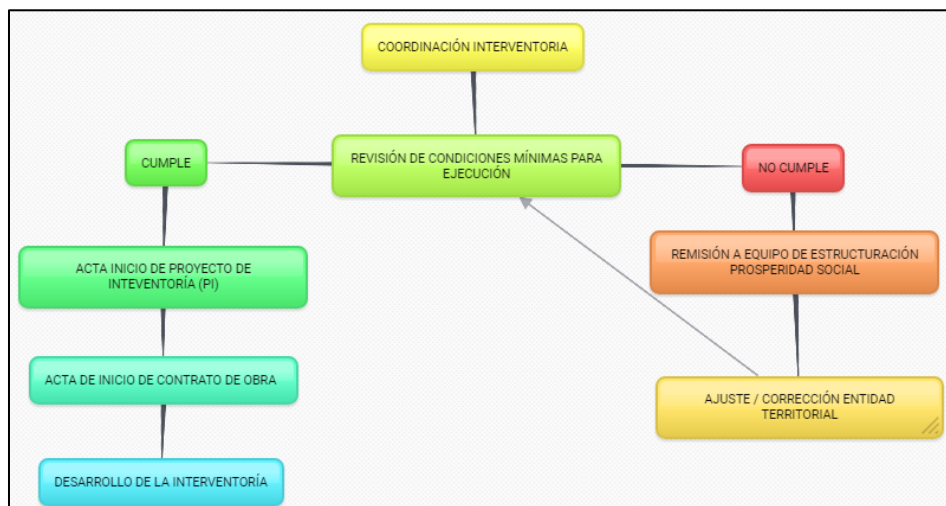 COORDINACIÓN INTERVENTORIA
REVISIÓN DE CONDICIONES MÍNIMAS PARA
EJECUCIÓN
CUMPLE
NO CUMPLE
ACTA INICIO DE PROYECTO DE
INTEVENTORÍA (PI)
REMISIÓN A EQUIPO DE ESTRUCTURACIÓN
PROSPERIDAD SOCIAL
ACTA DE INICIO DE CONTRATO DE OBRA
AJUSTE / CORRECCIÓN ENTIDAD
TERRITORIAL
DESARROLLO DE LA INTERVENTORÍA